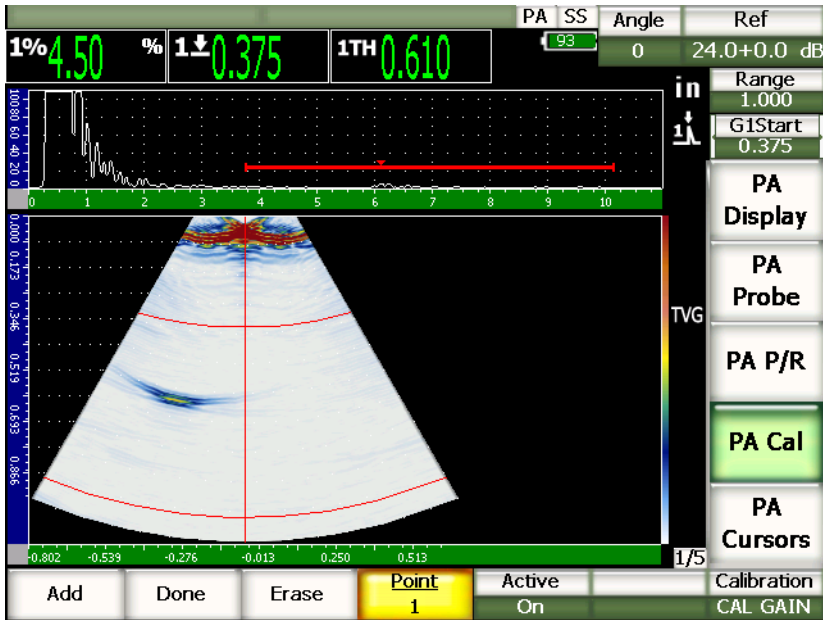 PA SS Angle Ref
1% 4.50 % 1 0.375 1TH 0.610 93 0 24.0+0.0 dB
in Range
1.000
G1Start
0.375
1
100 80 60 40 20 0
0 1 2 3 4 5 6 7 8 9 10
PA
Display
PA
Probe
TVG
PA P/R
PA Cal
PA
Cursors
0.000 0.173 0.346 0.519 0.693 0.866
-0.802 -0.539 -0.276 -0.013 0.250 0.513
1/5
Add Done Erase Point Active Calibration
1 On CAL GAIN